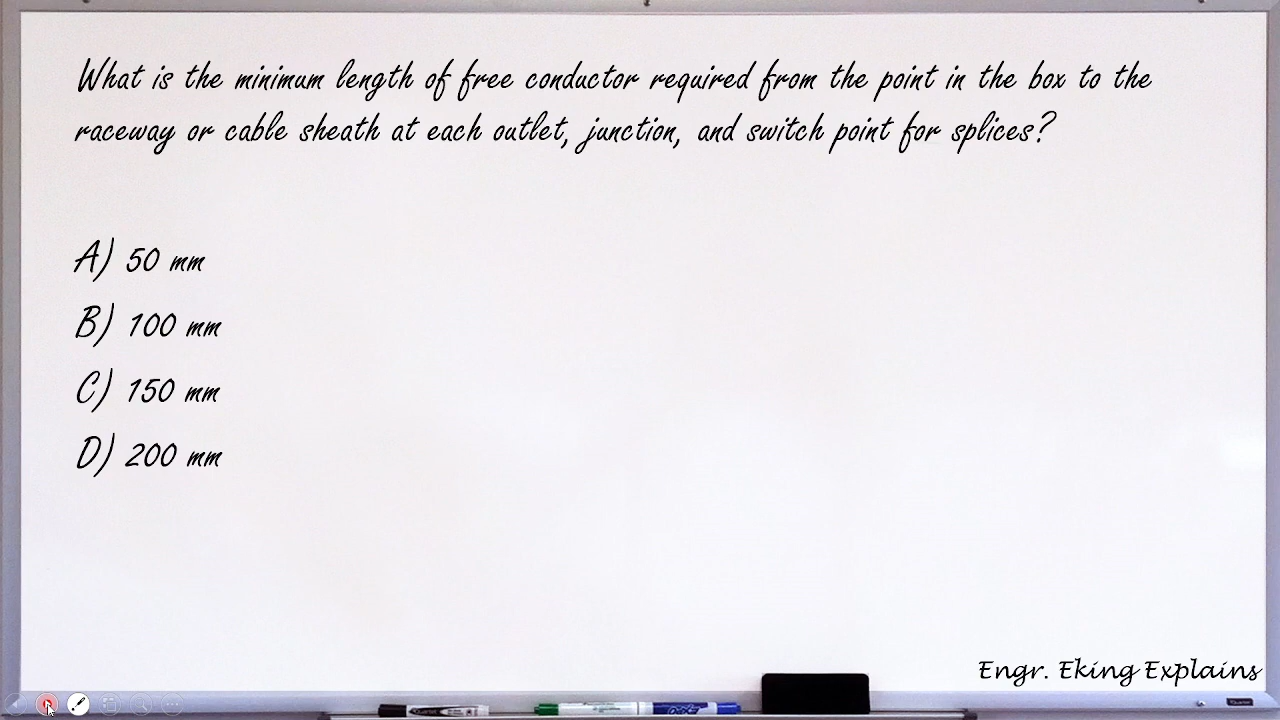 What is the minimum length of free conductor required from the point in the box to the
raceway or cable sheath at each outlet, junction, and switch point for splices?
A) 50 mm
B) 100 mm
C) 150 mm
D) 200 mm
Engr. Eking Explains